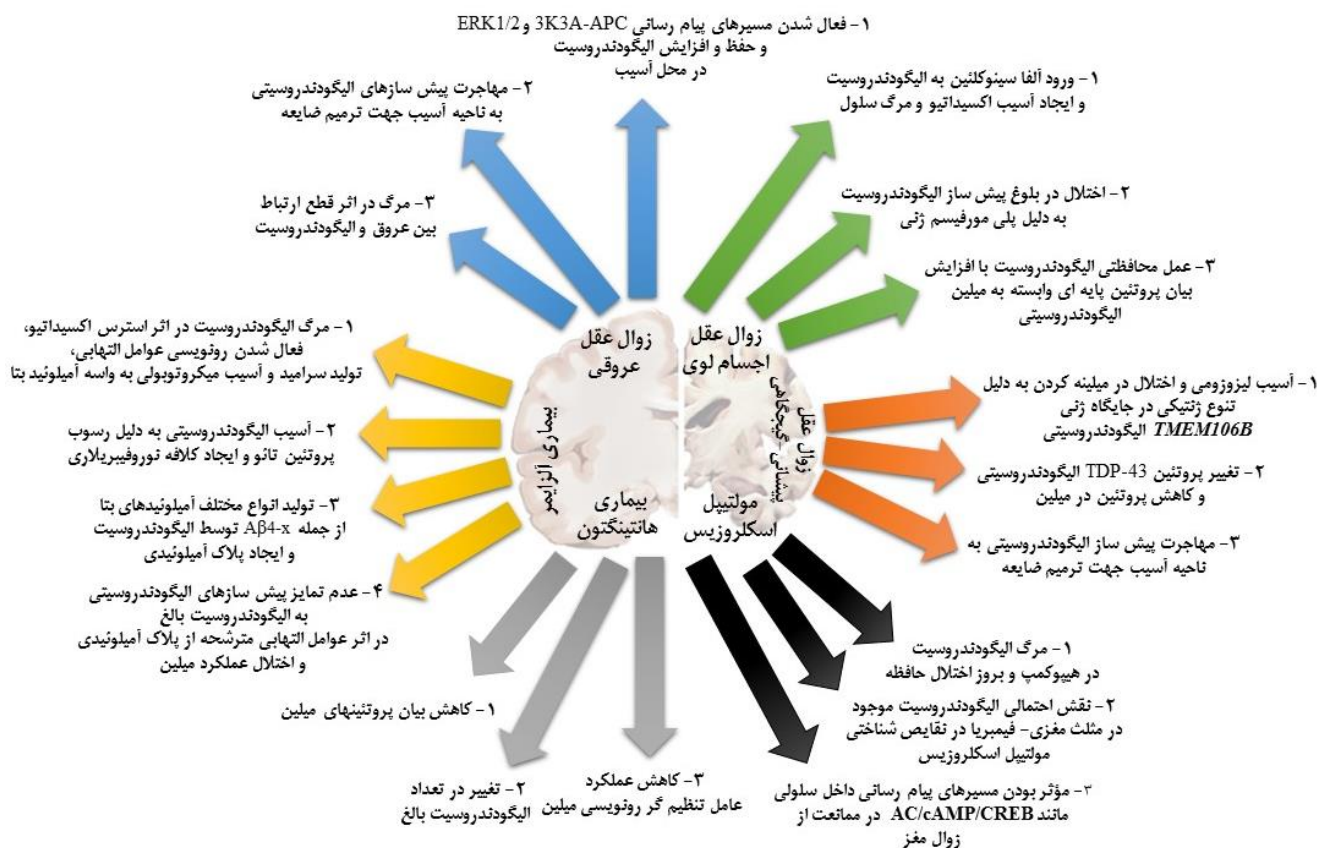 ۱- فعال شدن مسیرهای پیام رسانی 3K3A-APC و ERK1/2
و حفظ و افزایش الیگودندروسیت
در محل آسیب
۲- مهاجرت پیش سازهای الیگودندروسیتی
به ناحیه آسیب جهت ترمیم ضایعه
۳- مرگ در اثر قطع ارتباط
بین عروق و الیگودندروسیت
۱- ورود آلفا سینوکلئین به الیگودندروسیت
و ایجاد آسیب اکسیداتیو و مرگ سلول
۲- اختلال در بلوغ پیش ساز الیگودندروسیت
به دلیل پلی مورفیسم ژنی
۳- عمل محافظتی الیگودندروسیت با افزایش
بیان پروتئین پایه ای وابسته به میلین
الیگودندروسیتی
زوال عقل
عروقی
زوال عقل
اجسام لوی
زوال عقل
پیشانی-گیجگاهی
بیماری آلزایمر
بیماری
هانتینگتون
مولتیپل
اسکلروزیس
۱- آسیب لیزوزومی و اختلال در میلینه کردن به دلیل
تنوع ژنتیکی در جایگاه ژنی
TMEM106B الیگودندروسیتی
۲- تغییر پروتئین TDP-43 الیگودندروسیتی
و کاهش پروتئین در میلین
۳- مهاجرت پیش ساز الیگودندروسیتی به
ناحیه آسیب جهت ترمیم ضایعه
۱- مرگ الیگودندروسیت در اثر استرس اکسیداتیو،
فعال شدن رونویسی عوامل التهابی،
تولید سرامید و آسیب میکروتوبولی به واسه آمیلوئید بتا
۲- آسیب الیگودندروسیتی به دلیل رسوب
پروتئین تائو و ایجاد کلافه نوروفیبریلاری
۳- تولید انواع مختلف آمیلوئیدهای بتا
از جمله Aβ4-x توسط الیگودندروسیت
و ایجاد پلاک آمیلوئیدی
۴- عدم تمایز پیش سازهای الیگودندروسیتی
به الیگودندروسیت بالغ
در اثر عوامل التهابی مترشحه از پلاک آمیلوئیدی
و اختلال عملکرد میلین
۱- کاهش بیان پروتئینهای میلین
۲- تغییر در تعداد
الیگودندروسیت بالغ
۳- کاهش عملکرد
عامل تنظیم گر رونویسی میلین
۱- مرگ الیگودندروسیت
در هیپوکمپ و بروز اختلال حافظه
۲- نقش احتمالی الیگودندروسیت موجود
در مثلث مغزی- فیمبریا در نقایص شناختی
مولتیپل اسکلروزیس
۳- مؤثر بودن مسیرهای پیام رسانی داخل سلولی
مانند AC/cAMP/CREB در ممانعت از
زوال مغز